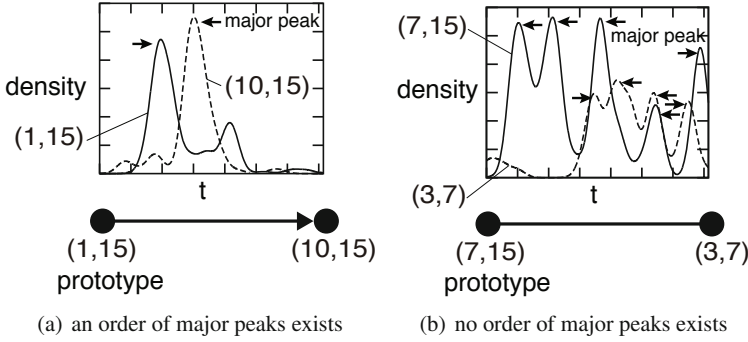 major peak
density
(10,15)
(1,15)
t
(1,15)
(10,15)
prototype
(a) an order of major peaks exists
(7,15)
major peak
density
(3,7)
t
(7,15)
(3,7)
prototype
(b) no order of major peaks exists